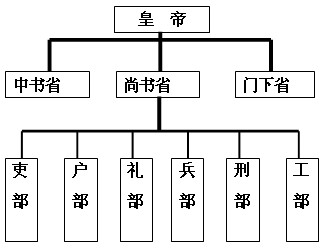 皇 帝
中书省 尚书省 门下省
吏部 户部 礼部 兵部 刑部 工部